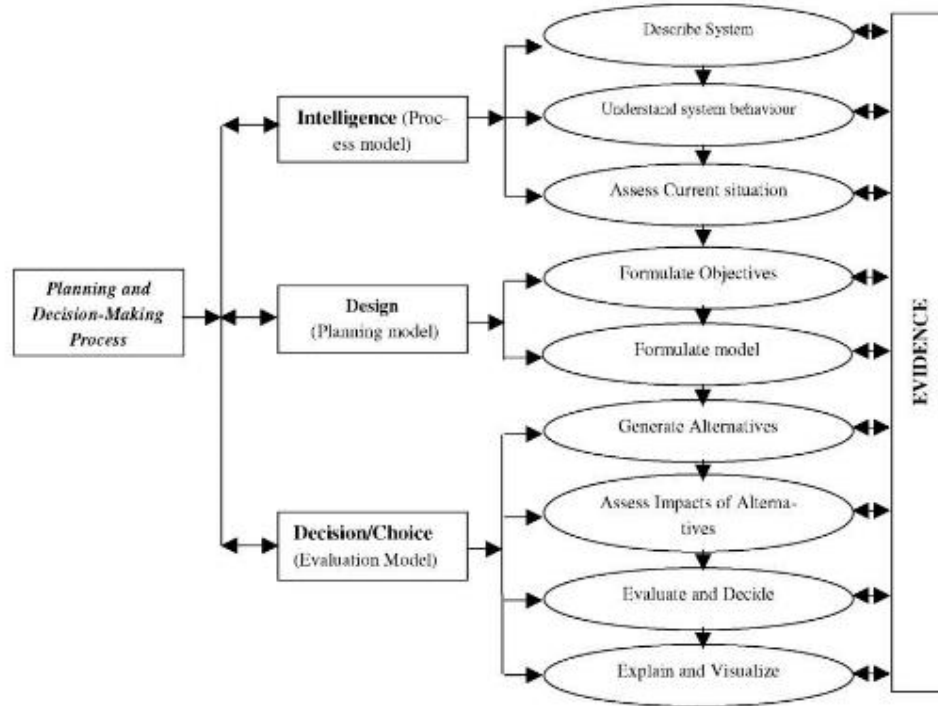 Describe System
Understand system behaviour
Intelligence (Proc-
ess model)
Assess Current situation
Planning and
Decision-Making
Process
Design
(Planning model)
Formulate Objectives
Formulate model
Generate Alternatives
Decision/Choice
(Evaluation Model)
Assess Impacts of Alterna-
tives
Evaluate and Decide
Explain and Visualize
EVIDENCE